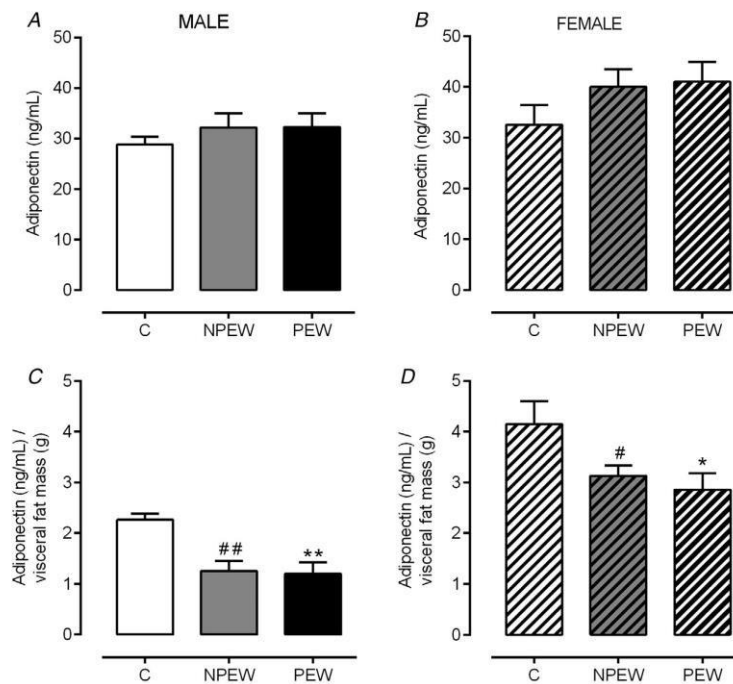 A
MALE
50
40
30
20
10
0
Adiponectin (ng/mL)
C NPEW PEW
B
FEMALE
50
40
30
20
10
0
Adiponectin (ng/mL)
C NPEW PEW
C
5
4
3
2
1
0
Adiponectin (ng/mL) /
visceral fat mass (g)
##
**
C NPEW PEW
D
5
4
3
2
1
0
Adiponectin (ng/mL) /
visceral fat mass (g)
#
*
C NPEW PEW